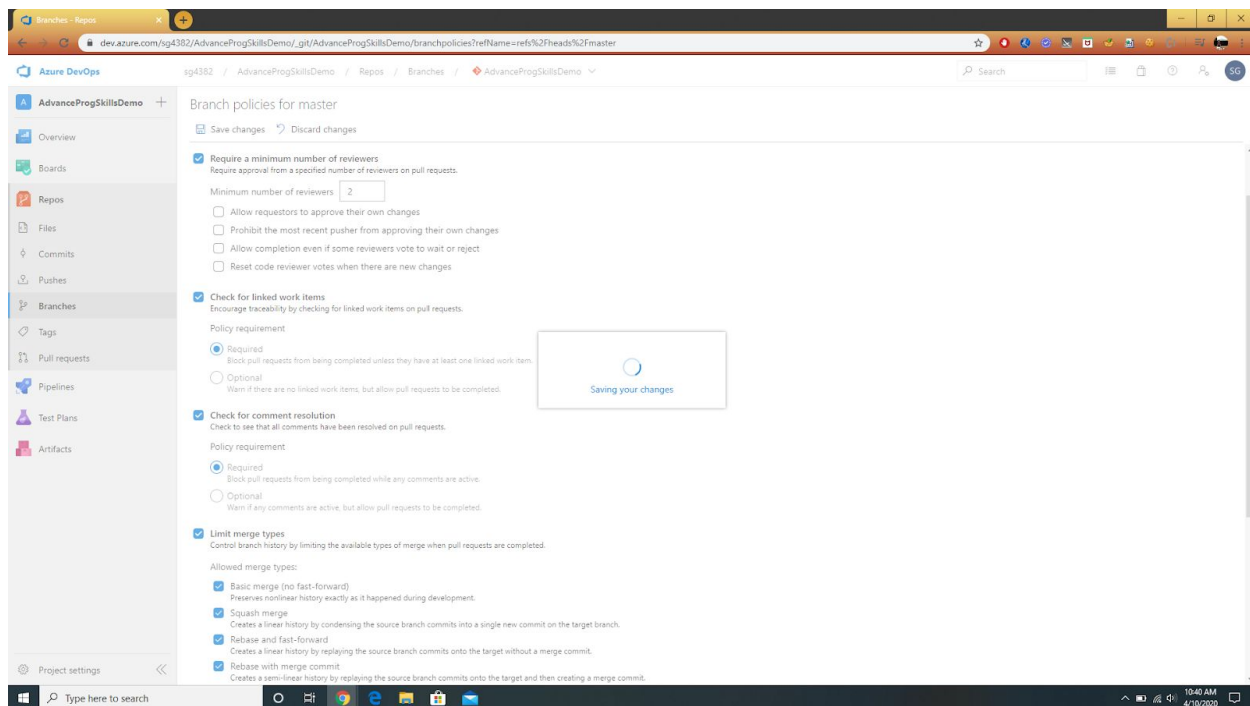 Branches - Repos
dev.azure.com/sg4382/AdvanceProgSkillsDemo/_git/AdvanceProgSkillsDemo/branchpolicies?refName=refs%2Fheads%2Fmaster
Azure DevOps
sg4382 / AdvanceProgSkillsDemo / Repos / Branches / AdvanceProgSkillsDemo
Search
SG
A AdvanceProgSkillsDemo
Overview
Boards
Repos
Files
Commits
Pushes
Branches
Tags
Pull requests
Pipelines
Test Plans
Artifacts
Project settings
Branch policies for master
Save changes Discard changes
Require a minimum number of reviewers
Require approval from a specified number of reviewers on pull requests.
Minimum number of reviewers 2
Allow requestors to approve their own changes
Prohibit the most recent pusher from approving their own changes
Allow completion even if some reviewers vote to wait or reject
Reset code reviewer votes when there are new changes
Check for linked work items
Encourage traceability by checking for linked work items on pull requests.
Policy requirement
Required
Block pull requests from being completed unless they have at least one linked work item.
Optional
Warn if there are no linked work items, but allow pull requests to be completed.
Saving your changes
Check for comment resolution
Check to see that all comments have been resolved on pull requests.
Policy requirement
Required
Block pull requests from being completed while any comments are active.
Optional
Warn if any comments are active, but allow pull requests to be completed.
Limit merge types
Control branch history by limiting the available types of merge when pull requests are completed.
Allowed merge types:
Basic merge (no fast-forward)
Preserves nonlinear history exactly as it happened during development.
Squash merge
Creates a linear history by condensing the source branch commits into a single new commit on the target branch.
Rebase and fast-forward
Creates a linear history by replaying the source branch commits onto the target without a merge commit.
Rebase with merge commit
Creates a semi-linear history by replaying the source branch commits onto the target and then creating a merge commit.
Type here to search
10:40 AM
4/10/2020